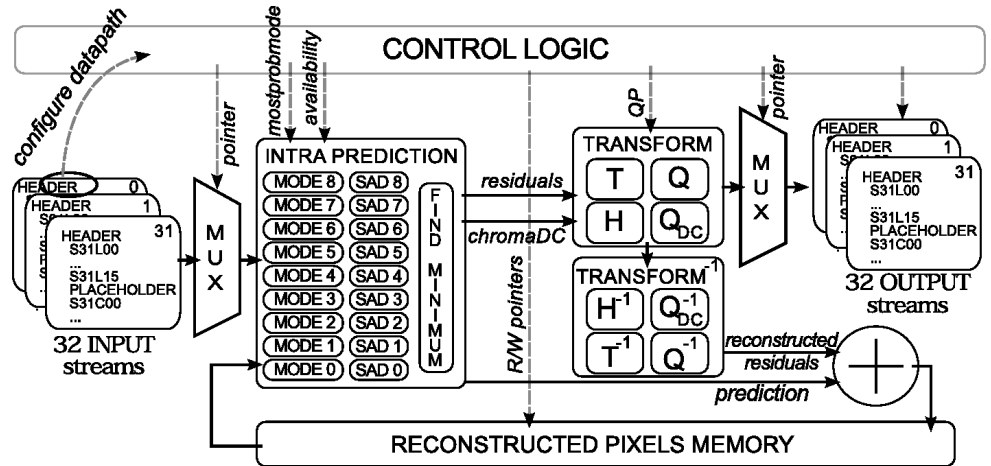 CONTROL LOGIC
configure datapath
pointer
mostprobmode
availability
QP
pointer
R/W pointers
HEADER 0
HEADER 1
HEADER 31
S31L00
...
S31L15
PLACEHOLDER
S31C00
...
32 INPUT
streams
MUX
INTRA PREDICTION
MODE 8 SAD 8
MODE 7 SAD 7
MODE 6 SAD 6
MODE 5 SAD 5
MODE 4 SAD 4
MODE 3 SAD 3
MODE 2 SAD 2
MODE 1 SAD 1
MODE 0 SAD 0
FIND MINIMUM
residuals
chromaDC
TRANSFORM
T Q
H QDC
TRANSFORM-1
H-1 QDC-1
T-1 Q-1
MUX
HEADER 0
HEADER 1
HEADER 31
S31L00
...
S31L15
PLACEHOLDER
S31C00
...
32 OUTPUT
streams
reconstructed
residuals
prediction
RECONSTRUCTED PIXELS MEMORY